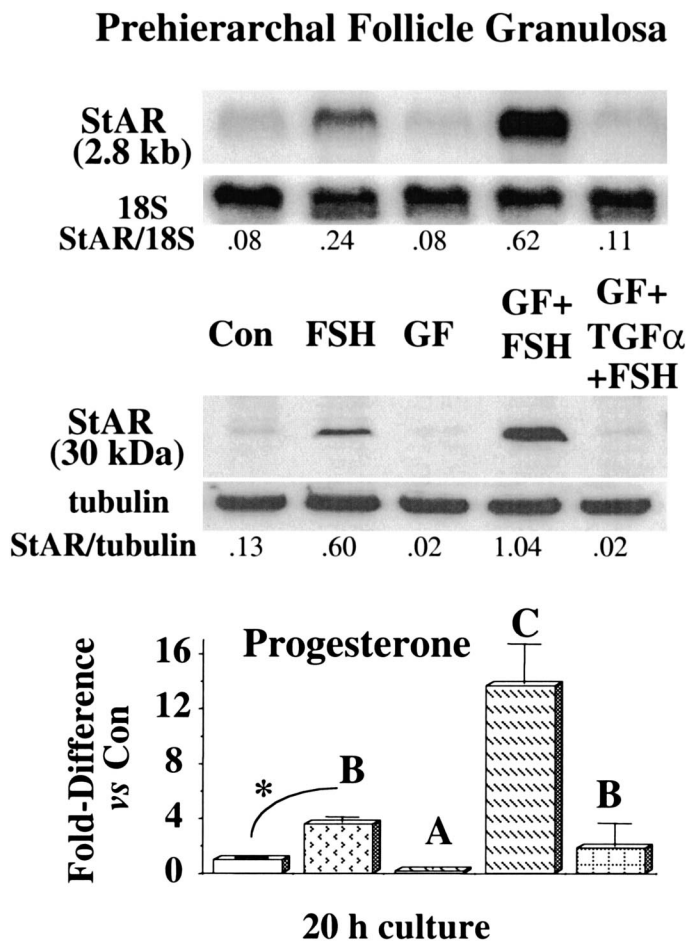 Prehierarchal Follicle Granulosa
StAR
(2.8 kb)
18S
StAR/18S .08 .24 .08 .62 .11
Con FSH GF GF+ FSH GF+ TGFα +FSH
StAR
(30 kDa)
tubulin
StAR/tubulin .13 .60 .02 1.04 .02
Progesterone
Fold-Difference
vs Con
16
12
8
4
0
*
B
A
C
B
20 h culture